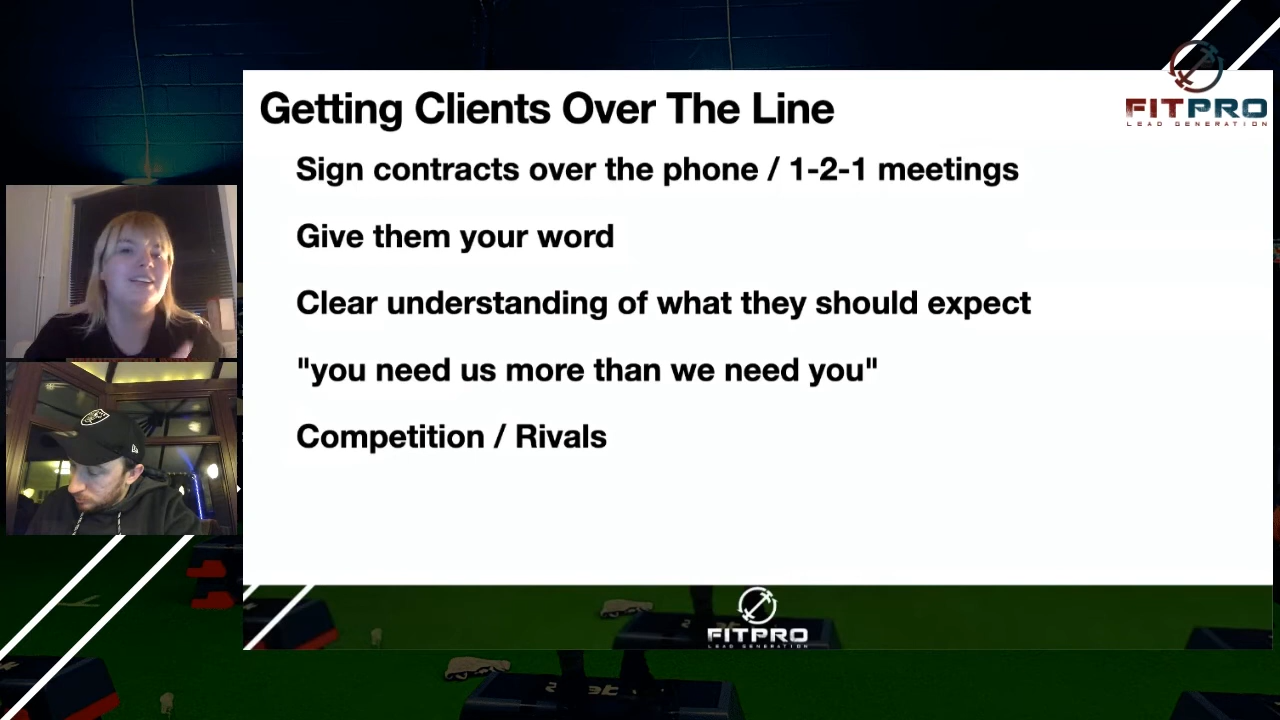 FITPRO
LEAD GENERATION
Getting Clients Over The Line
Sign contracts over the phone / 1-2-1 meetings
Give them your word
Clear understanding of what they should expect
"you need us more than we need you"
Competition / Rivals
FITPRO
LEAD GENERATION